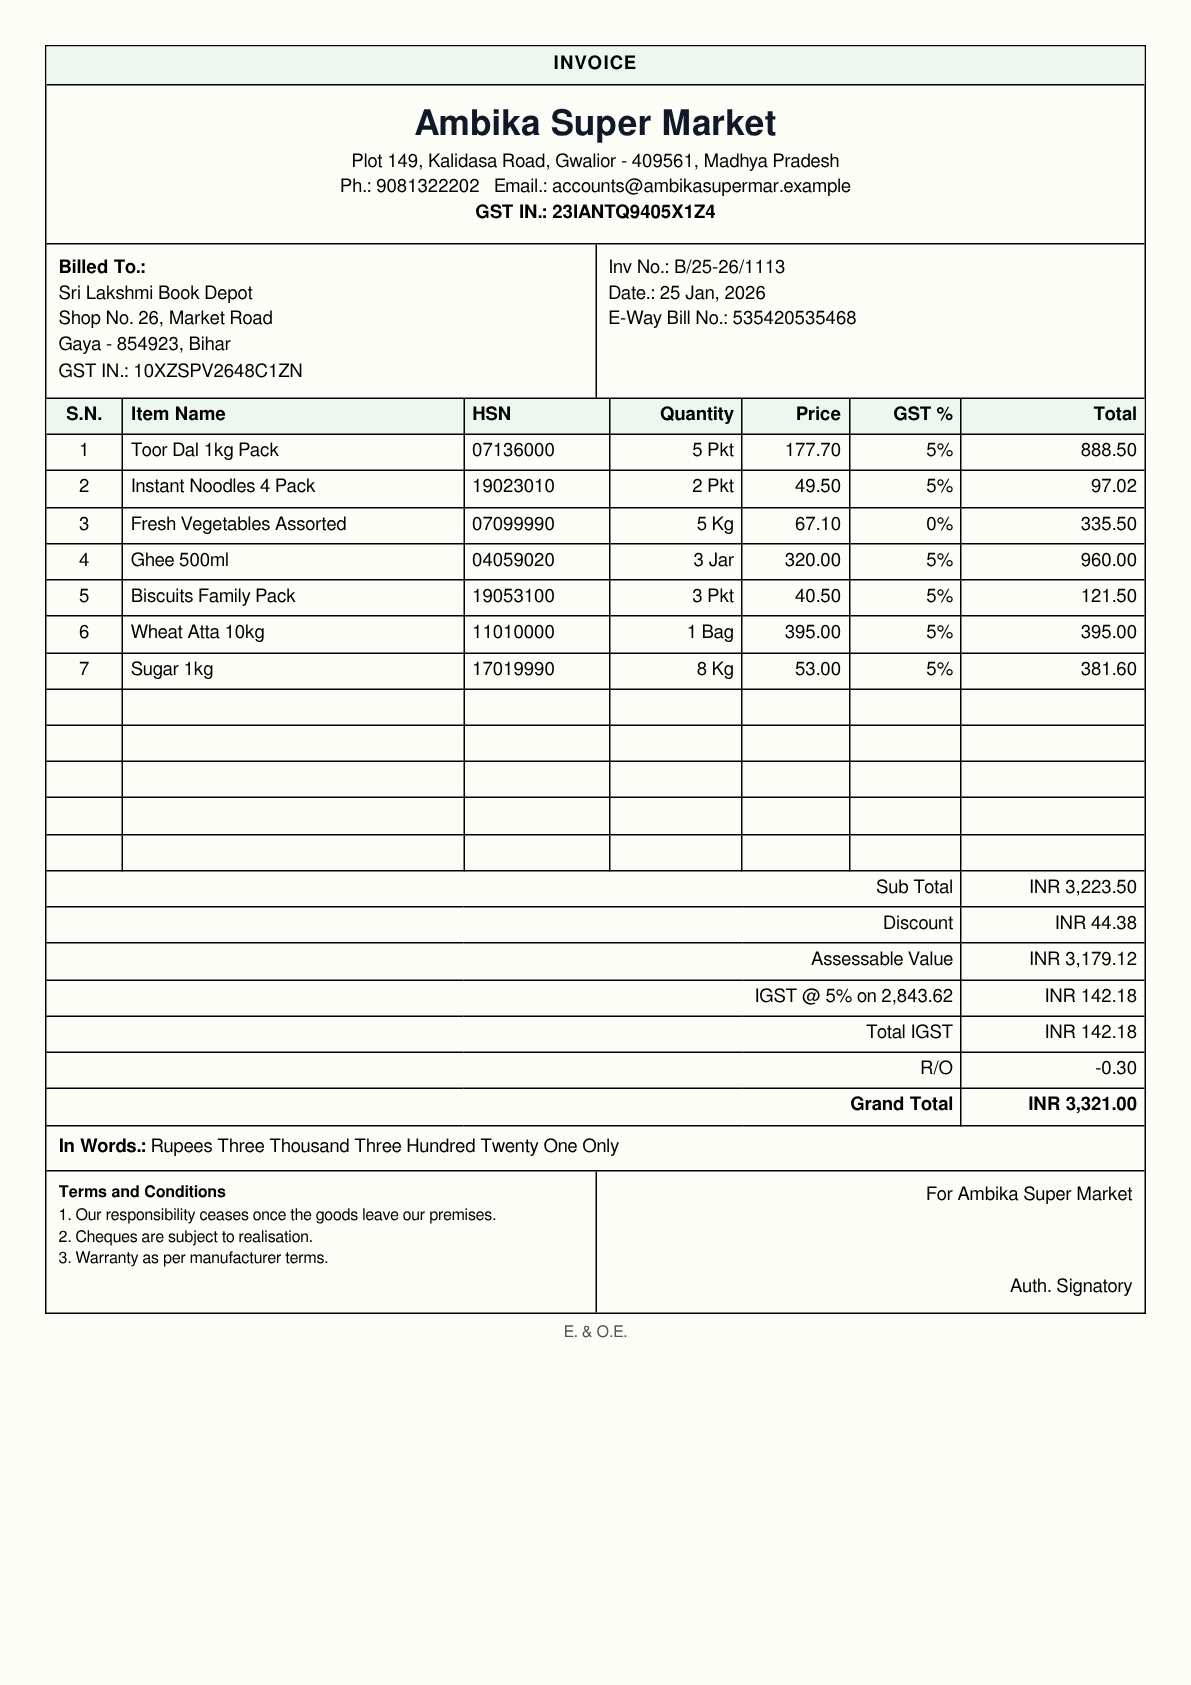 INVOICE
Ambika Super Market
Plot 149, Kalidasa Road, Gwalior - 409561, Madhya Pradesh
Ph.: 9081322202 Email.: accounts@ambikasupermar.example
GST IN.: 23IANTQ9405X1Z4
Billed To.:
Sri Lakshmi Book Depot
Shop No. 26, Market Road
Gaya - 854923, Bihar
GST IN.: 10XZSPV2648C1ZN
Inv No.: B/25-26/1113
Date.: 25 Jan, 2026
E-Way Bill No.: 535420535468
S.N. Item Name HSN Quantity Price GST % Total
1 Toor Dal 1kg Pack 07136000 5 Pkt 177.70 5% 888.50
2 Instant Noodles 4 Pack 19023010 2 Pkt 49.50 5% 97.02
3 Fresh Vegetables Assorted 07099990 5 Kg 67.10 0% 335.50
4 Ghee 500ml 04059020 3 Jar 320.00 5% 960.00
5 Biscuits Family Pack 19053100 3 Pkt 40.50 5% 121.50
6 Wheat Atta 10kg 11010000 1 Bag 395.00 5% 395.00
7 Sugar 1kg 17019990 8 Kg 53.00 5% 381.60
Sub Total INR 3,223.50
Discount INR 44.38
Assessable Value INR 3,179.12
IGST @ 5% on 2,843.62 INR 142.18
Total IGST INR 142.18
R/O -0.30
Grand Total INR 3,321.00
In Words.: Rupees Three Thousand Three Hundred Twenty One Only
Terms and Conditions
1. Our responsibility ceases once the goods leave our premises.
2. Cheques are subject to realisation.
3. Warranty as per manufacturer terms.
For Ambika Super Market
Auth. Signatory
E. & O.E.